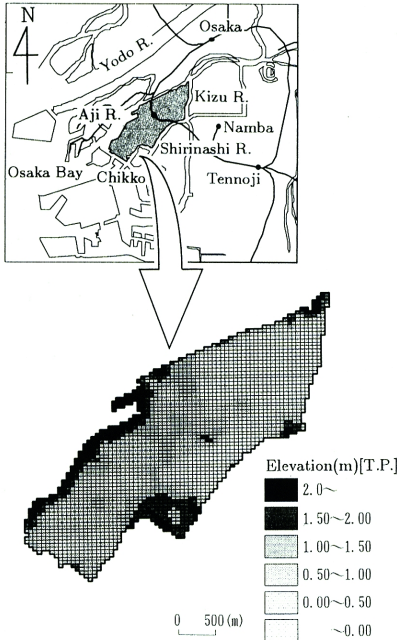 N
Osaka
Yodo R.
Kizu R.
Aji R.
Namba
Shirinashi R.
Osaka Bay
Chikko
Tennoji
Elevation(m)[T.P.]
2.0~
1.50~2.00
1.00~1.50
0.50~1.00
0.00~0.50
~0.00
0 500(m)